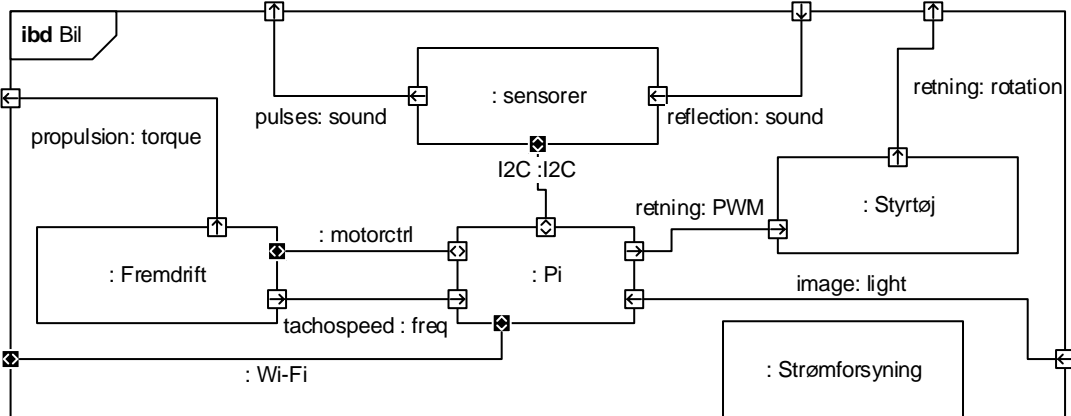 ibd Bil
: sensorer
retning: rotation
pulses: sound
reflection: sound
propulsion: torque
I2C :I2C
retning: PWM
: Styrtøj
: motorctrl
: Fremdrift
: Pi
image: light
tachospeed : freq
: Wi-Fi
: Strømforsyning